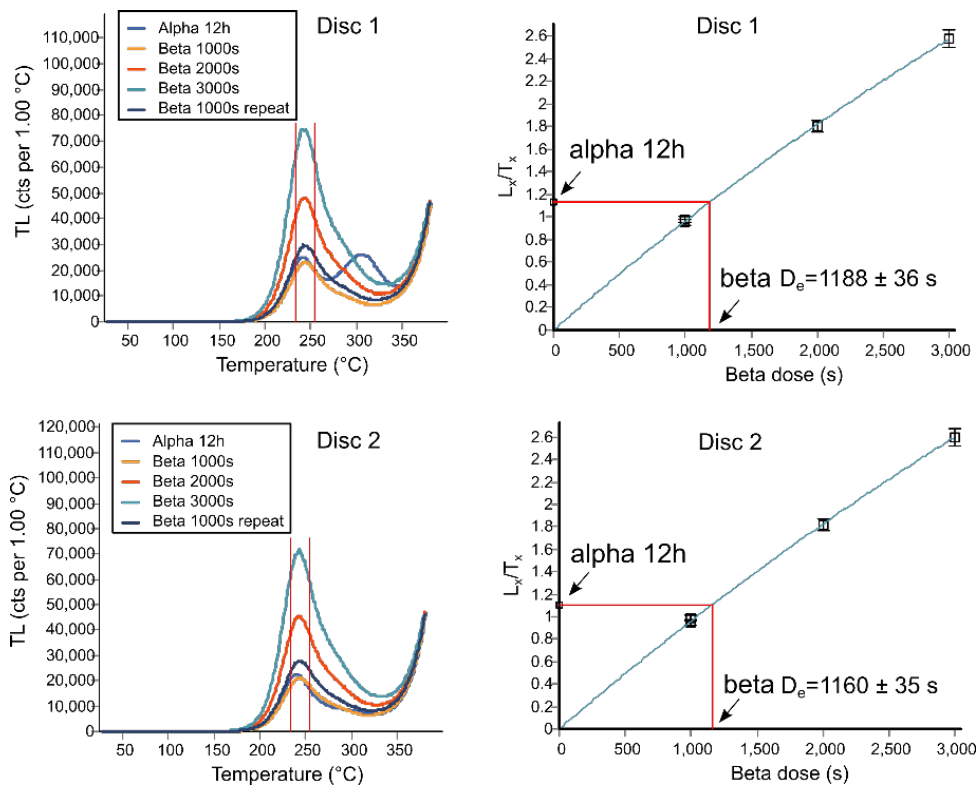 Disc 1
Alpha 12h
Beta 1000s
Beta 2000s
Beta 3000s
Beta 1000s repeat
TL (cts per 1.00 °C)
110,000
100,000
90,000
80,000
70,000
60,000
50,000
40,000
30,000
20,000
10,000
0
50 100 150 200 250 300 350
Temperature (°C)
Disc 1
Lx/Tx
2.6
2.4
2.2
2
1.8
1.6
1.4
1.2
1
0.8
0.6
0.4
0.2
0
alpha 12h
beta De=1188 ± 36 s
0 500 1,000 1,500 2,000 2,500 3,000
Beta dose (s)
Disc 2
Alpha 12h
Beta 1000s
Beta 2000s
Beta 3000s
Beta 1000s repeat
TL (cts per 1.00 °C)
120,000
110,000
100,000
90,000
80,000
70,000
60,000
50,000
40,000
30,000
20,000
10,000
0
50 100 150 200 250 300 350
Temperature (°C)
Disc 2
Lx/Tx
2.6
2.4
2.2
2
1.8
1.6
1.4
1.2
1
0.8
0.6
0.4
0.2
0
alpha 12h
beta De=1160 ± 35 s
0 500 1,000 1,500 2,000 2,500 3,000
Beta dose (s)